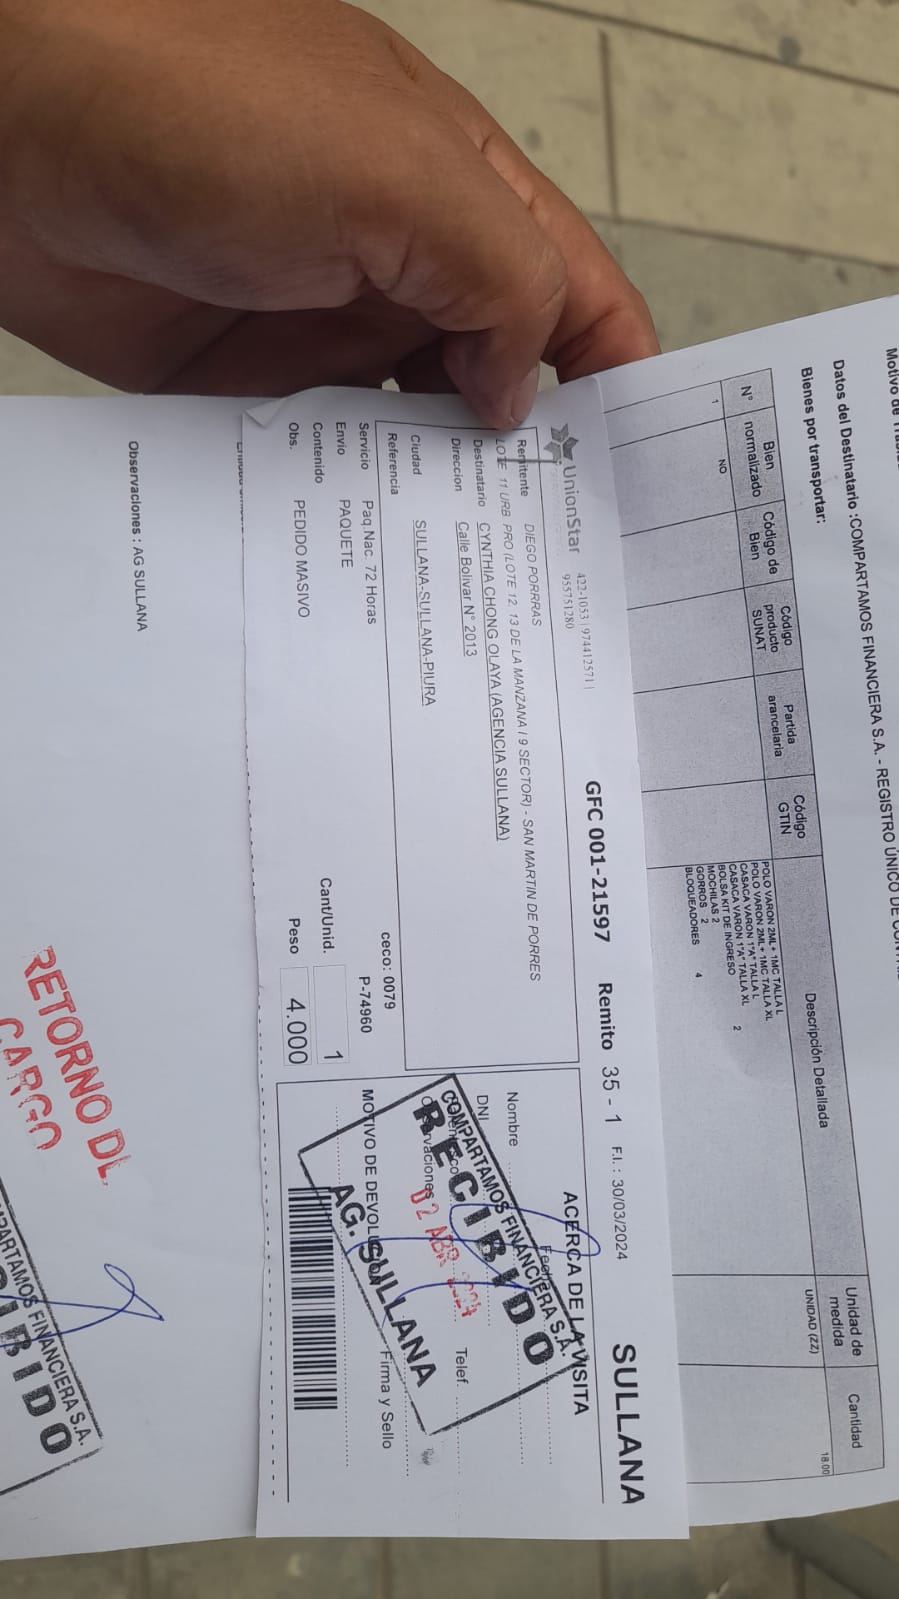 Datos del Destinatario :COMPARTAMOS FINANCIERA S.A. - REGISTRO ÚNICO DE
Bienes por transportar:
N° Bien normalizado Código de Bien Código producto SUNAT Partida arancelaria Código GTIN Descripción Detallada Unidad de medida Cantidad
1 NO UNIDAD (ZZ) 18.00
POLO VARON 2ML+ 1MC TALLA L
POLO VARON 2ML+ 1MC TALLA XL
CASACA VARON 1"A" TALLA L
CASACA VARON 1"A" TALLA XL
BOLSA KIT DE INGRESO 2
MOCHILAS 2
GORROS 2
BLOQUEADORES 4
UnionStar
422-1053 | 974412571 |
955751280
GFC 001-21597 Remito 35 - 1 F.I. : 30/03/2024 SULLANA
Remitente DIEGO PORRRAS
LOTE 11 URB. PRO (LOTE 12, 13 DE LA MANZANA I 9 SECTOR) - SAN MARTIN DE PORRES
Destinatario CYNTHIA CHONG OLAYA (AGENCIA SULLANA)
Direccion Calle Bolivar N° 2013
Ciudad SULLANA-SULLANA-PIURA
Referencia ceco: 0079
Servicio Paq.Nac. 72 Horas P-74960
Envio PAQUETE
Contenido Cant/Unid. 1
Obs. PEDIDO MASIVO Peso 4.000
ACERCA DE LA VISITA
Nombre
DNI Telef.
MOTIVO DE DEVOLU
Firma y Sello
COMPARTAMOS FINANCIERA S.A.
RECIBIDO
02 ABR 2024
AG. SULLANA
Observaciones : AG SULLANA
RETORNO DE
CARGO
MPARTAMOS FINANCIERA S.A.
CIBIDO